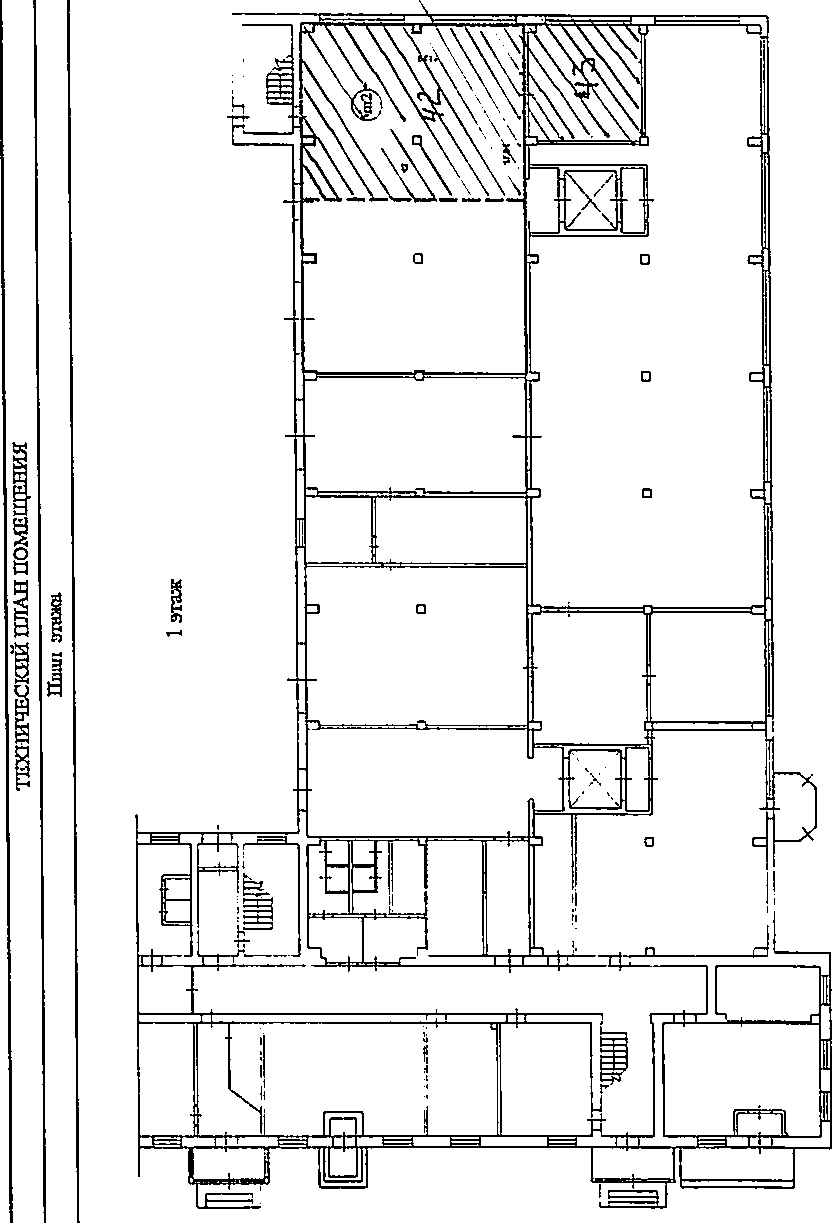 ТЕХНИЧЕСКИЙ ПЛАН ПОМЕЩЕНИЯ
План этажа
1 этаж
42
43